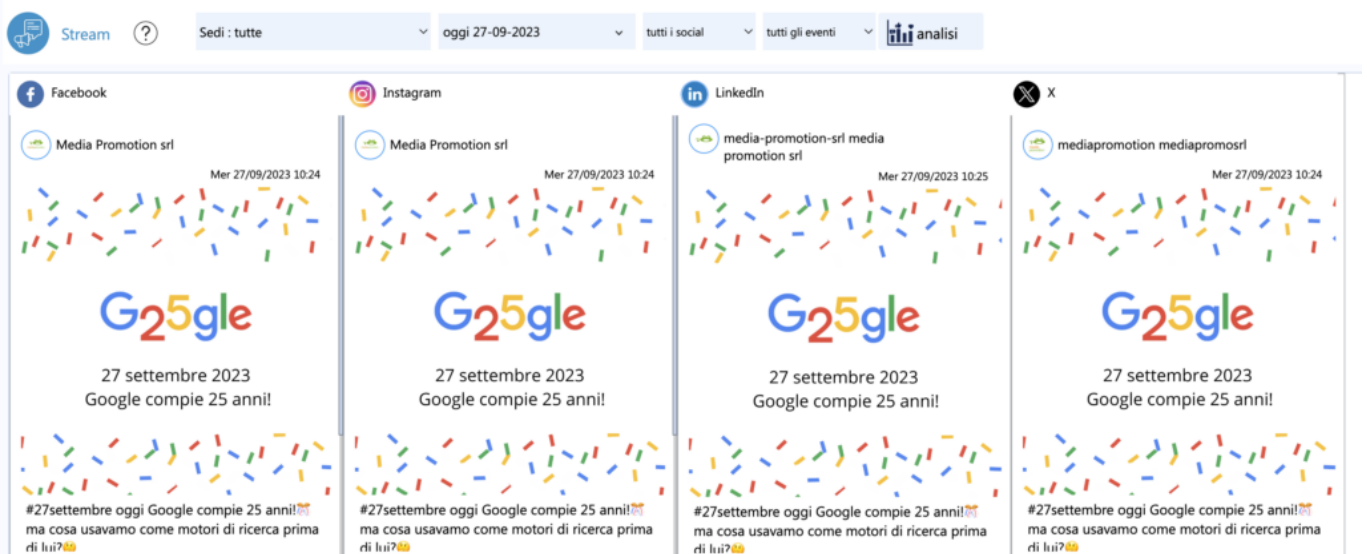 Stream ? Sedi : tutte oggi 27-09-2023 tutti i social tutti gli eventi analisi
Facebook
Media Promotion srl
Mer 27/09/2023 10:24
G25gle
27 settembre 2023
Google compie 25 anni!
#27settembre oggi Google compie 25 anni!🎊
ma cosa usavamo come motori di ricerca prima
di lui?🤔
Instagram
Media Promotion srl
Mer 27/09/2023 10:24
G25gle
27 settembre 2023
Google compie 25 anni!
#27settembre oggi Google compie 25 anni!🎊
ma cosa usavamo come motori di ricerca prima
di lui?🤔
in LinkedIn
media-promotion-srl media
promotion srl
Mer 27/09/2023 10:25
G25gle
27 settembre 2023
Google compie 25 anni!
#27settembre oggi Google compie 25 anni!🎊
ma cosa usavamo come motori di ricerca prima
di lui?🤔
X
mediapromotion mediapromosrl
Mer 27/09/2023 10:24
G25gle
27 settembre 2023
Google compie 25 anni!
#27settembre oggi Google compie 25 anni!🎊
ma cosa usavamo come motori di ricerca prima
di lui?🤔